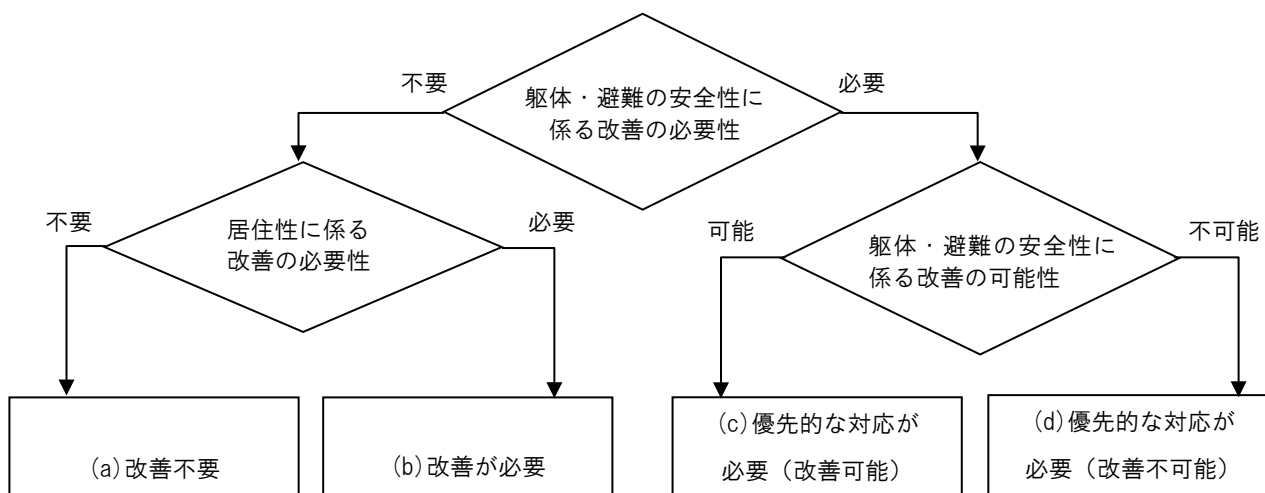 不要
必要
躯体・避難の安全性に
係る改善の必要性
不要
必要
居住性に係る
改善の必要性
可能
不可能
躯体・避難の安全性に
係る改善の可能性
(a)改善不要
(b)改善が必要
(c)優先的な対応が
必要（改善可能）
(d)優先的な対応が
必要（改善不可能）